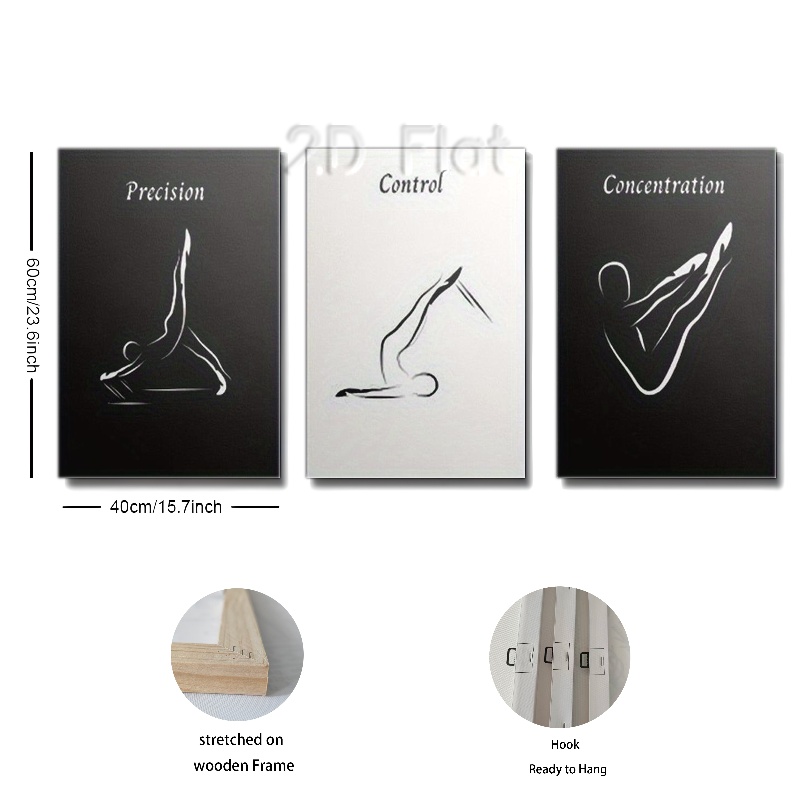 2D Flat
Precision
Control
Concentration
60cm/23.6inch
40cm/15.7inch
stretched on
wooden Frame
Hook
Ready to Hang